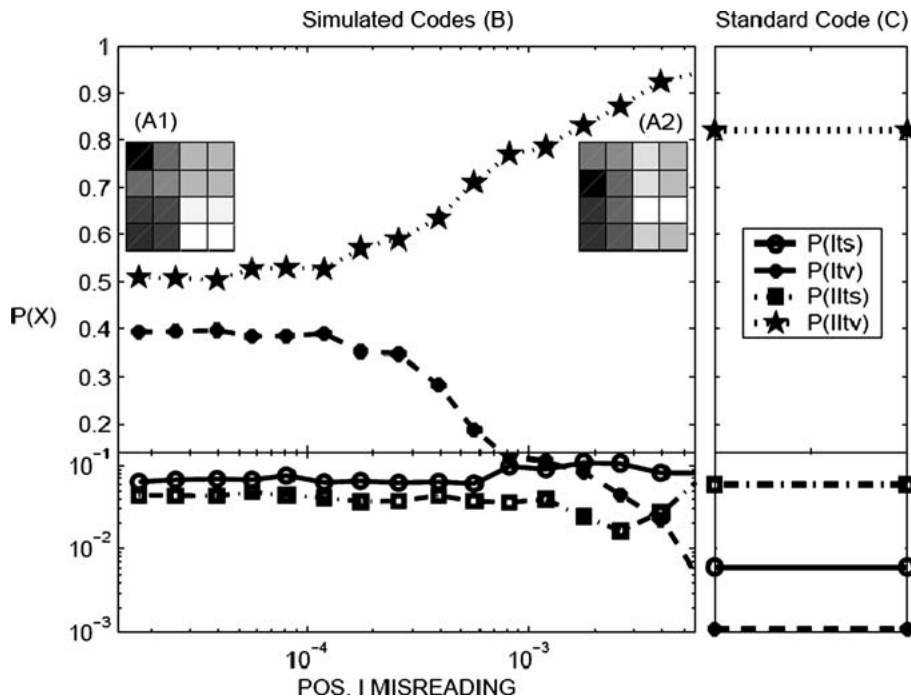 Simulated Codes (B)
Standard Code (C)
1
0.9
0.8
0.7
0.6
0.5
0.4
0.3
0.2
(A1)
(A2)
P(X)
P(Its)
P(Itv)
P(IIts)
P(IItv)
10⁻¹
10⁻²
10⁻³
10⁻⁴
10⁻³
POS. I MISREADING